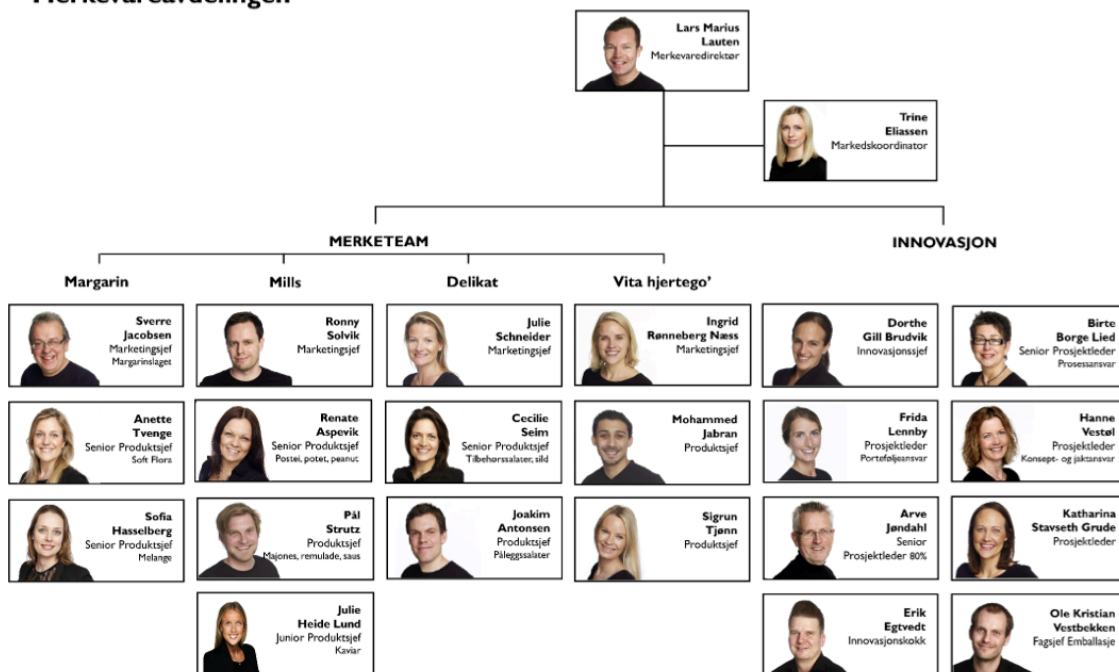 Merkevareavdelingen
Lars Marius
Lauten
Merkevaredirektør
Trine
Eliassen
Markedskoordinator
MERKETEAM
INNOVASJON
Margarin
Mills
Delikat
Vita hjertego’
Sverre
Jacobsen
Marketingsjef
Margarinslaget
Ronny
Solvik
Marketingsjef
Julie
Schneider
Marketingsjef
Ingrid
Rønneberg Næss
Marketingsjef
Dorthe
Gill Brudvik
Innovasjonssjef
Birte
Borge Lied
Senior Prosjektleder
Prosessansvar
Anette
Tvenge
Senior Produktsjef
Soft Flora
Renate
Aspevik
Senior Produktsjef
Postei, potet, peanut
Cecilie
Seim
Senior Produktsjef
Tilbehørssalater, sild
Mohammed
Jabran
Produktsjef
Frida
Lennby
Prosjektleder
Porteføljeansvar
Hanne
Vestøl
Prosjektleder
Konsept- og jaktansvar
Sofia
Hasselberg
Senior Produktsjef
Melange
Pål
Strutz
Produktsjef
Majones, remulade, saus
Joakim
Antonsen
Produktsjef
Påleggssalater
Sigrun
Tjønn
Produktsjef
Arve
Jøndahl
Senior
Prosjektleder 80%
Katharina
Stavseth Grude
Prosjektleder
Julie
Heide Lund
Junior Produktsjef
Kaviar
Erik
Egtvedt
Innovasjonskokk
Ole Kristian
Vestbekken
Fagsjef Emballasje